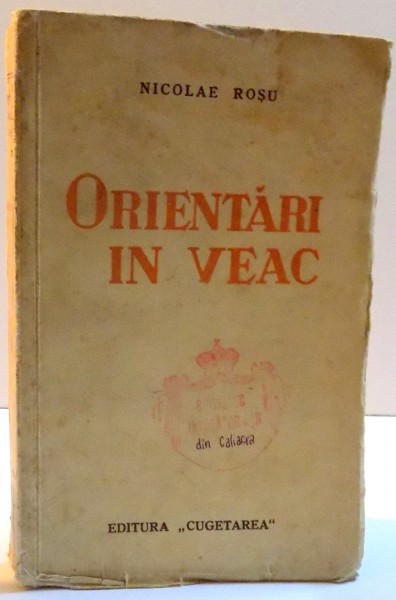 NICOLAE ROȘU
ORIENTĂRI
IN VEAC
din Caliacra
EDITURA „CUGETAREA“